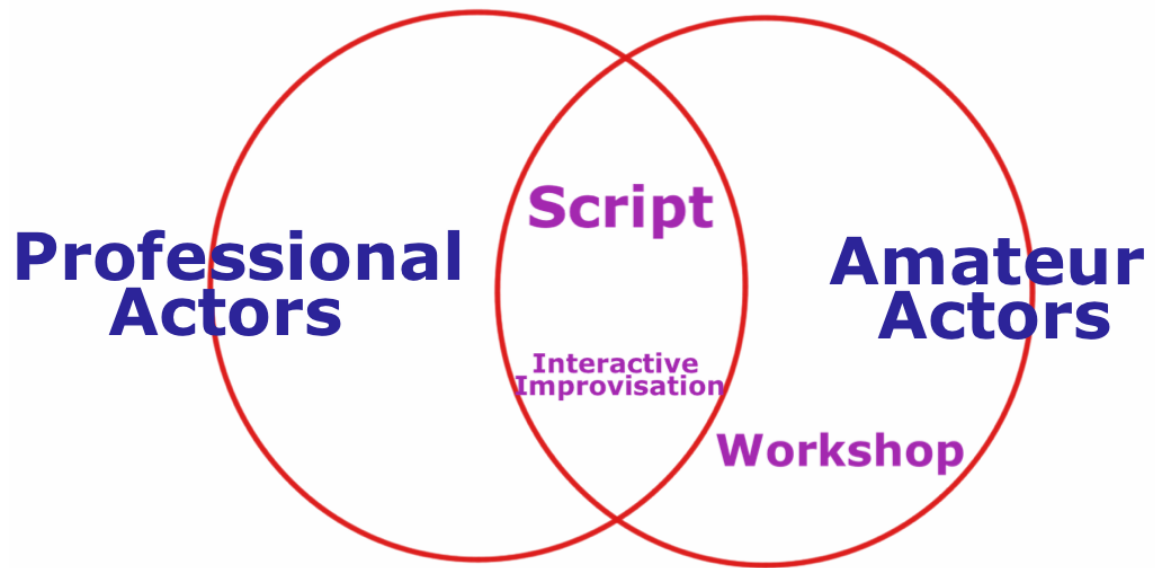 Professional
Actors
Script
Interactive
Improvisation
Amateur
Actors
Workshop